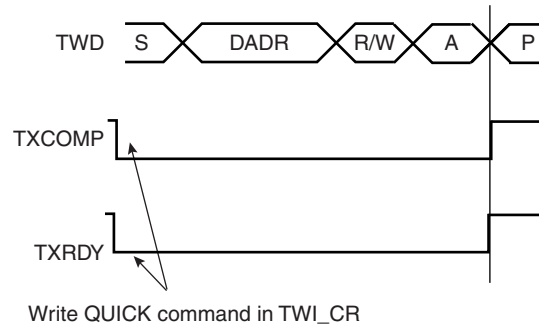 TWD S DADR R/W A P
TXCOMP
TXRDY
Write QUICK command in TWI_CR